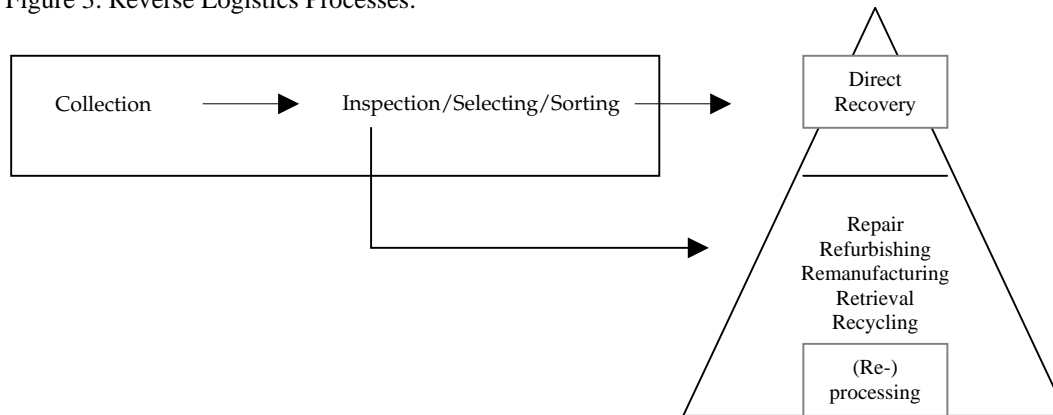 Figure 3: Reverse Logistics Processes.
Collection
Inspection/Selecting/Sorting
Direct
Recovery
Repair
Refurbishing
Remanufacturing
Retrieval
Recycling
(Re-)
processing